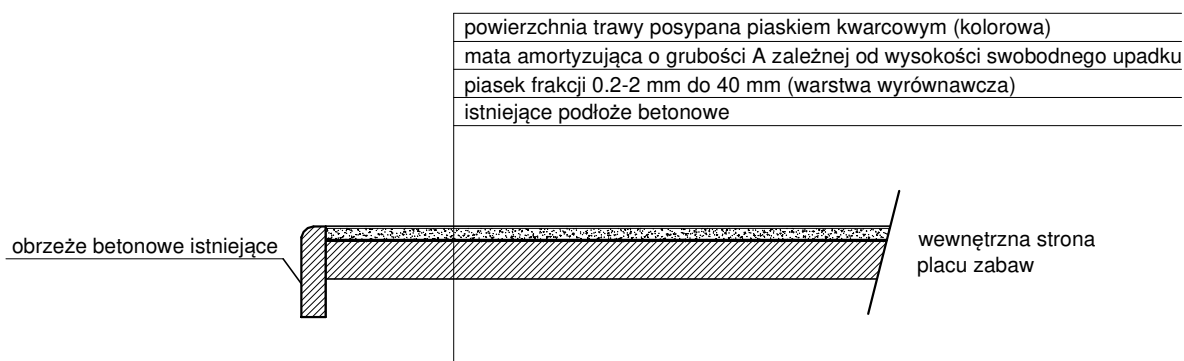 powierzchnia trawy posypana piaskiem kwarcowym (kolorowa)
mata amortyzująca o grubości A zależnej od wysokości swobodnego upadku
piasek frakcji 0.2-2 mm do 40 mm (warstwa wyrównawcza)
istniejące podłoże betonowe
obrzeże betonowe istniejące
wewnętrzna strona
placu zabaw